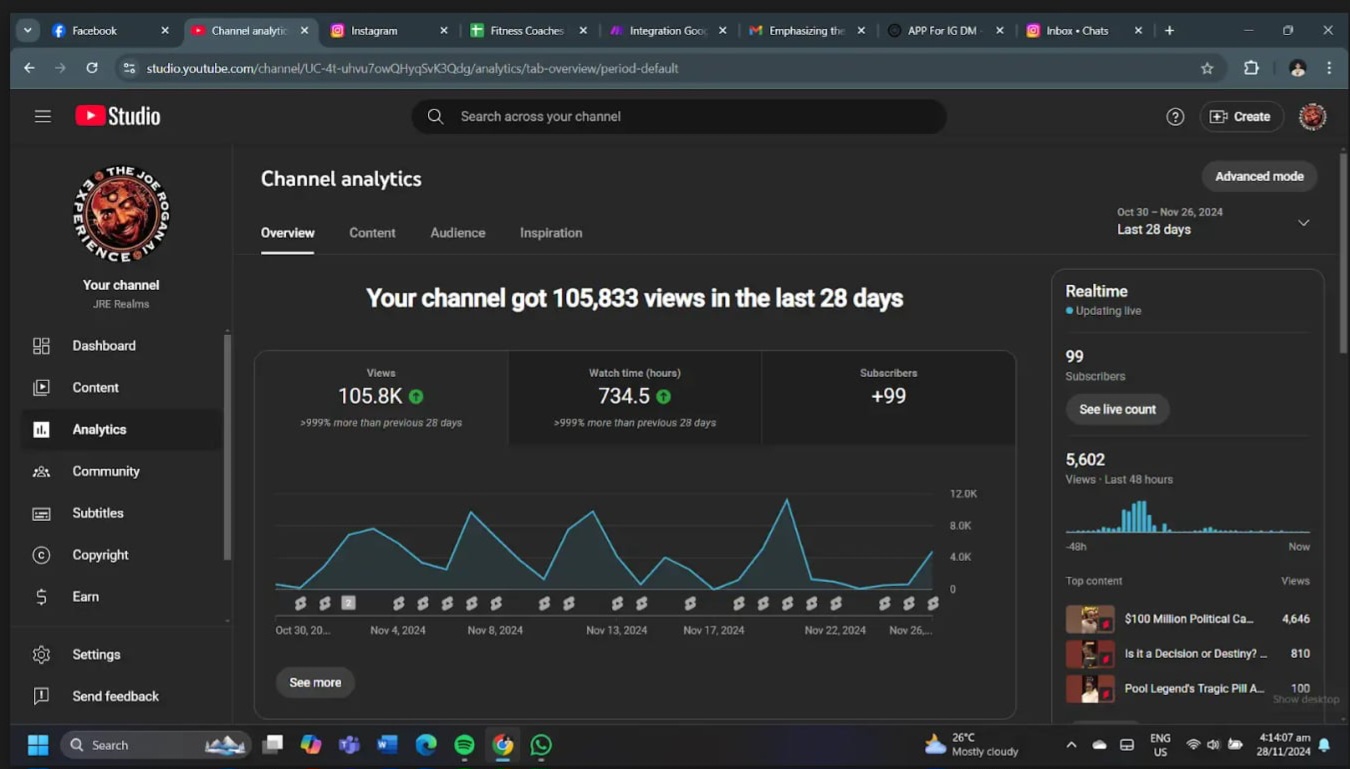 Facebook
Channel analytic
Instagram
Fitness Coaches
Integration Goog
Emphasizing the
APP For IG DM
Inbox • Chats
studio.youtube.com/channel/UC-4t-uhvu7owQHyqSvK3Qdg/analytics/tab-overview/period-default
Studio
Search across your channel
Create
THE JOE ROGAN AI EXPERIENCE
Your channel
JRE Realms
Dashboard
Content
Analytics
Community
Subtitles
Copyright
Earn
Settings
Send feedback
Channel analytics
Advanced mode
Overview
Content
Audience
Inspiration
Oct 30 – Nov 26, 2024
Last 28 days
Your channel got 105,833 views in the last 28 days
Views
105.8K
>999% more than previous 28 days
Watch time (hours)
734.5
>999% more than previous 28 days
Subscribers
+99
12.0K
8.0K
4.0K
0
2
Oct 30, 20...
Nov 4, 2024
Nov 8, 2024
Nov 13, 2024
Nov 17, 2024
Nov 22, 2024
Nov 26,...
See more
Realtime
Updating live
99
Subscribers
See live count
5,602
Views · Last 48 hours
-48h
Now
Top content
Views
$100 Million Political Ca...
4,646
Is it a Decision or Destiny? ...
810
Pool Legend's Tragic Pill A...
100
Show desktop
Search
26°C
Mostly cloudy
ENG
US
4:14:07 am
28/11/2024